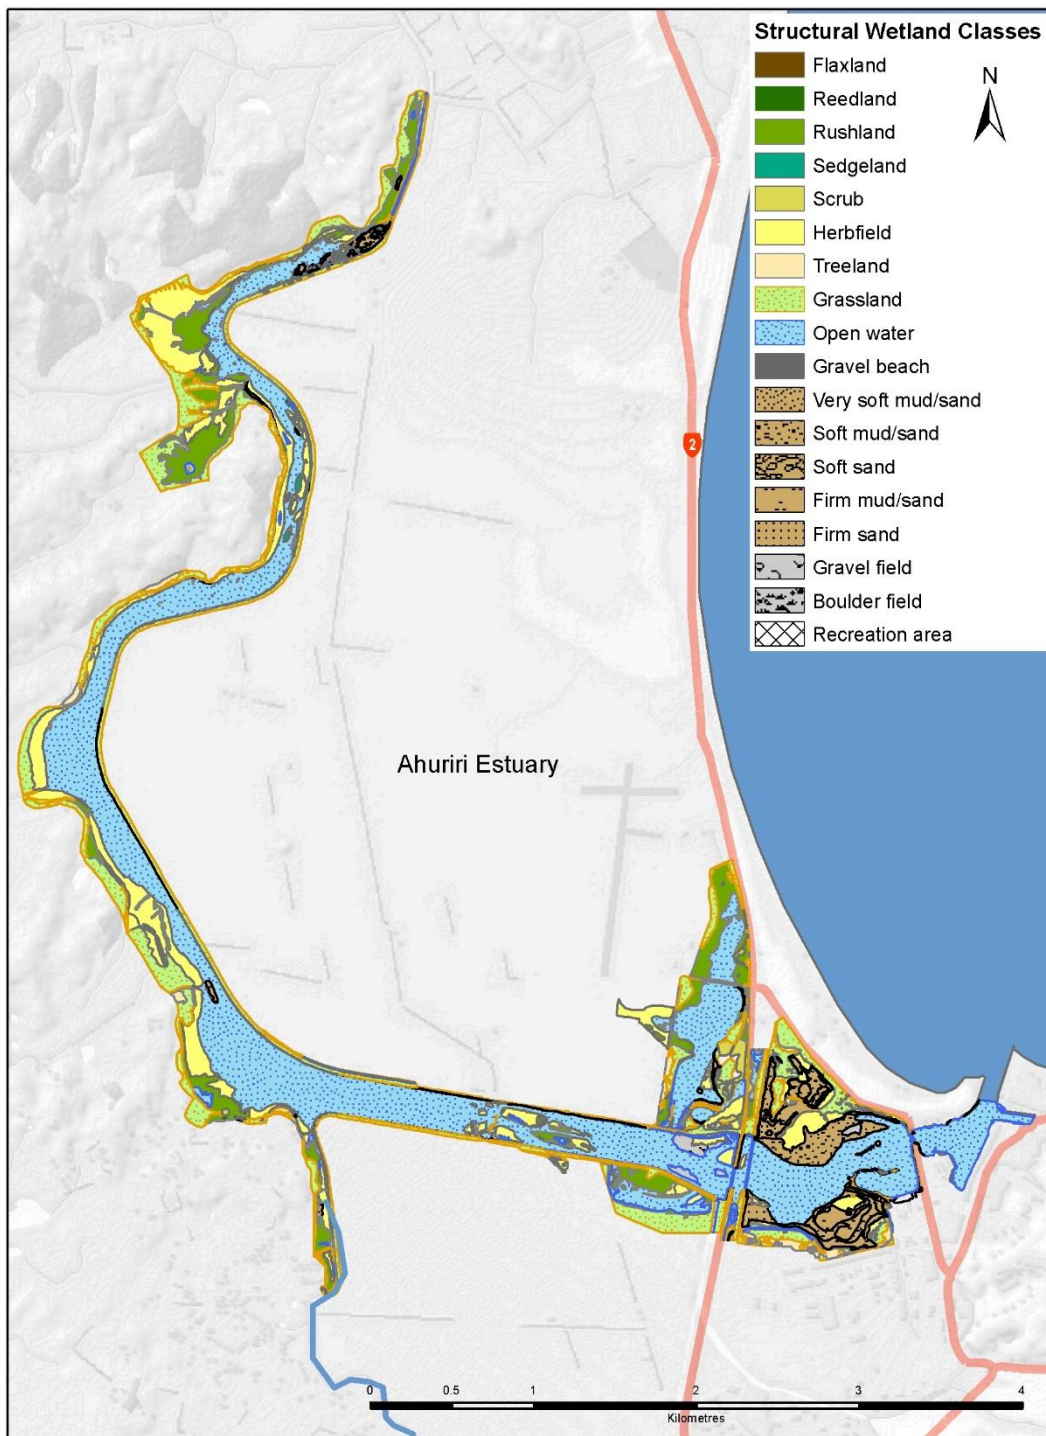 Structural Wetland Classes
Flaxland
N
Reedland
Rushland
Sedgeland
Scrub
Herbfield
Treeland
Grassland
Open water
Gravel beach
Very soft mud/sand
Soft mud/sand
2
Soft sand
Firm mud/sand
Firm sand
Gravel field
Boulder field
Recreation area
Ahuriri Estuary
0 0.5 1 2 3 4
Kilometres